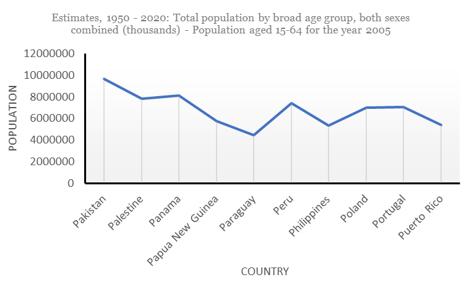 Estimates, 1950 - 2020: Total population by broad age group, both sexes
combined (thousands) - Population aged 15-64 for the year 2005
POPULATION
12000000
10000000
8000000
6000000
4000000
2000000
0
Pakistan
Palestine
Panama
Papua New Guinea
Paraguay
Peru
Philippines
Poland
Portugal
Puerto Rico
COUNTRY